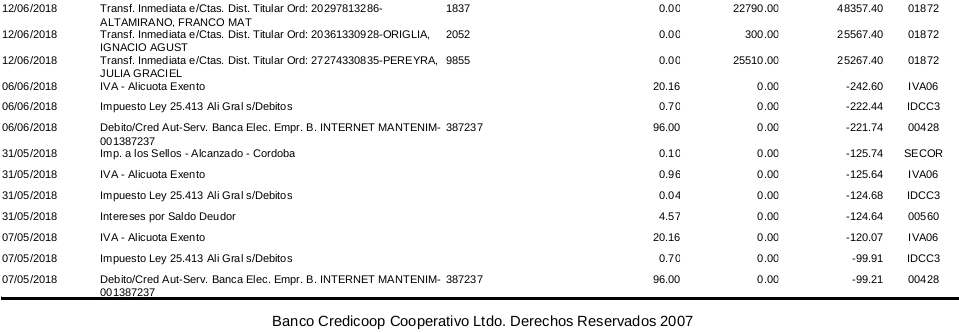 12/06/2018 Transf. Inmediata e/Ctas. Dist. Titular Ord: 20297813286- 1837 0.00 22790.00 48357.40 01872
ALTAMIRANO, FRANCO MAT
12/06/2018 Transf. Inmediata e/Ctas. Dist. Titular Ord: 20361330928-ORIGLIA, 2052 0.00 300.00 25567.40 01872
IGNACIO AGUST
12/06/2018 Transf. Inmediata e/Ctas. Dist. Titular Ord: 27274330835-PEREYRA, 9855 0.00 25510.00 25267.40 01872
JULIA GRACIEL
06/06/2018 IVA - Alicuota Exento 20.16 0.00 -242.60 IVA06
06/06/2018 Impuesto Ley 25.413 Ali Gral s/Debitos 0.70 0.00 -222.44 IDCC3
06/06/2018 Debito/Cred Aut-Serv. Banca Elec. Empr. B. INTERNET MANTENIM- 387237 96.00 0.00 -221.74 00428
001387237
31/05/2018 Imp. a los Sellos - Alcanzado - Cordoba 0.10 0.00 -125.74 SECOR
31/05/2018 IVA - Alicuota Exento 0.96 0.00 -125.64 IVA06
31/05/2018 Impuesto Ley 25.413 Ali Gral s/Debitos 0.04 0.00 -124.68 IDCC3
31/05/2018 Intereses por Saldo Deudor 4.57 0.00 -124.64 00560
07/05/2018 IVA - Alicuota Exento 20.16 0.00 -120.07 IVA06
07/05/2018 Impuesto Ley 25.413 Ali Gral s/Debitos 0.70 0.00 -99.91 IDCC3
07/05/2018 Debito/Cred Aut-Serv. Banca Elec. Empr. B. INTERNET MANTENIM- 387237 96.00 0.00 -99.21 00428
001387237
Banco Credicoop Cooperativo Ltdo. Derechos Reservados 2007